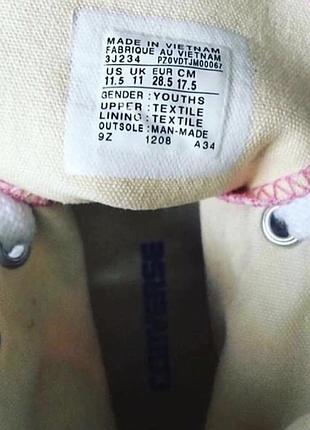 MADE IN VIETNAM
FABRIQUE AU VIETNAM
3J234 PZ0VDTJM00067
US UK EUR CM
11.5 11 28.5 17.5
GENDER : YOUTHS
UPPER : TEXTILE
LINING : TEXTILE
OUTSOLE : MAN-MADE
9Z 1208 A34
CONVERSE